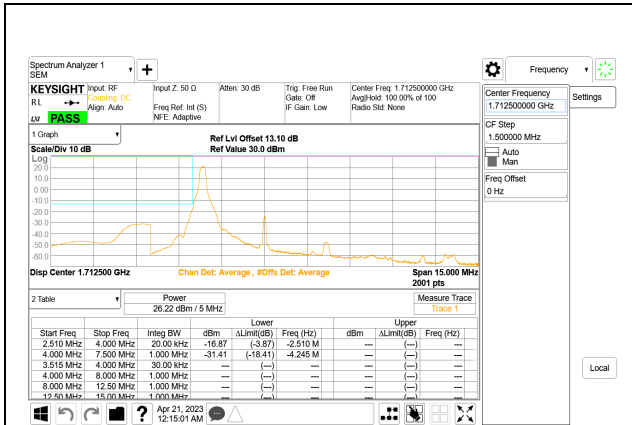 Spectrum Analyzer 1
SEM
Frequency
KEYSIGHT Input: RF Input Z: 50 Ω Atten: 30 dB Trig: Free Run Center Freq: 1.712500000 GHz
RL Coupling: DC Gate: Off Avg|Hold: 100.00% of 100
Align: Auto Freq Ref: Int (S) IF Gain: Low Radio Std: None
LXI PASS NFE: Adaptive
Center Frequency
1.712500000 GHz
Settings
CF Step
1.500000 MHz
Auto
Man
Freq Offset
0 Hz
1 Graph
Ref Lvl Offset 13.10 dB
Scale/Div 10 dB Ref Value 30.0 dBm
Log
20.0
10.0
0.00
-10.0
-20.0
-30.0
-40.0
-50.0
-60.0
Disp Center 1.712500 GHz Chan Det: Average , #Offs Det: Average Span 15.000 MHz
2001 pts
2 Table Power Measure Trace
26.22 dBm / 5 MHz Trace 1
Lower Upper
Start Freq Stop Freq Integ BW dBm ΔLimit(dB) Freq (Hz) dBm ΔLimit(dB) Freq (Hz)
2.510 MHz 4.000 MHz 20.00 kHz -16.87 (-3.87) -2.510 M --- (---) ---
4.000 MHz 7.500 MHz 1.000 MHz -31.41 (-18.41) -4.245 M --- (---) ---
3.515 MHz 4.000 MHz 30.00 kHz --- (---) --- --- (---) ---
4.000 MHz 8.000 MHz 1.000 MHz --- (---) --- --- (---) ---
8.000 MHz 12.50 MHz 1.000 MHz --- (---) --- --- (---) ---
12.50 MHz 15.00 MHz 1.000 MHz --- (---) --- --- (---) ---
Local
? Apr 21, 2023
12:15:01 AM